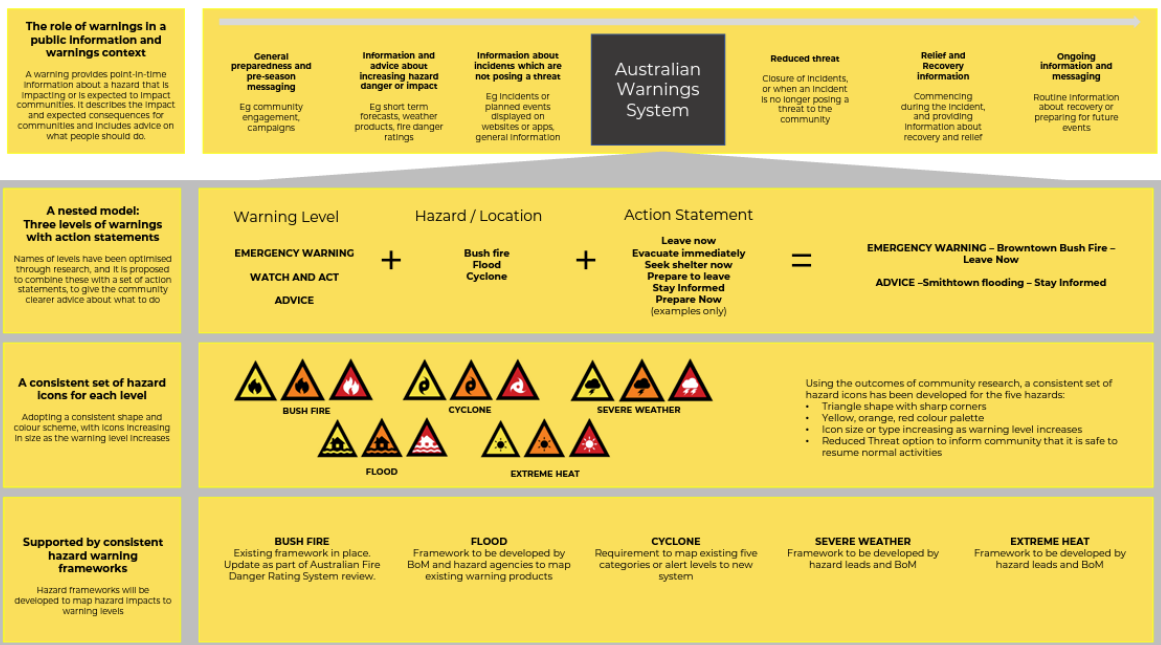 The role of warnings in a
public information and
warnings context
A warning provides point-in-time
information about a hazard that is
impacting or is expected to impact
communities. It describes the impact
and expected consequences for
communities and includes advice on
what people should do.
General
preparedness and
pre-season
messaging
Eg community
engagement,
campaigns
Information and
advice about
increasing hazard
danger or impact
Eg short term
forecasts, weather
products, fire danger
ratings
Information about
incidents which are
not posing a threat
Eg incidents or
planned events
displayed on
websites or apps,
general information
Australian
Warnings
System
Reduced threat
Closure of incidents,
or when an incident
is no longer posing a
threat to the
community
Relief and
Recovery
information
Commencing
during the incident,
and providing
information about
recovery and relief
Ongoing
information and
messaging
Routine information
about recovery or
preparing for future
events
A nested model:
Three levels of warnings
with action statements
Names of levels have been optimised
through research, and it is proposed
to combine these with a set of action
statements, to give the community
clearer advice about what to do
Warning Level
EMERGENCY WARNING
WATCH AND ACT
ADVICE
+
Hazard / Location
Bush fire
Flood
Cyclone
+
Action Statement
Leave now
Evacuate immediately
Seek shelter now
Prepare to leave
Stay Informed
Prepare Now
(examples only)
=
EMERGENCY WARNING – Browntown Bush Fire –
Leave Now
ADVICE –Smithtown flooding – Stay Informed
A consistent set of hazard
icons for each level
Adopting a consistent shape and
colour scheme, with icons increasing
in size as the warning level increases
BUSH FIRE
CYCLONE
SEVERE WEATHER
FLOOD
EXTREME HEAT
Using the outcomes of community research, a consistent set of
hazard icons has been developed for the five hazards:
• Triangle shape with sharp corners
• Yellow, orange, red colour palette
• Icon size or type increasing as warning level increases
• Reduced Threat option to inform community that it is safe to
resume normal activities
Supported by consistent
hazard warning
frameworks
Hazard frameworks will be
developed to map hazard impacts to
warning levels
BUSH FIRE
Existing framework in place.
Update as part of Australian Fire
Danger Rating System review.
FLOOD
Framework to be developed by
BoM and hazard agencies to map
existing warning products
CYCLONE
Requirement to map existing five
categories or alert levels to new
system
SEVERE WEATHER
Framework to be developed by
hazard leads and BoM
EXTREME HEAT
Framework to be developed by
hazard leads and BoM